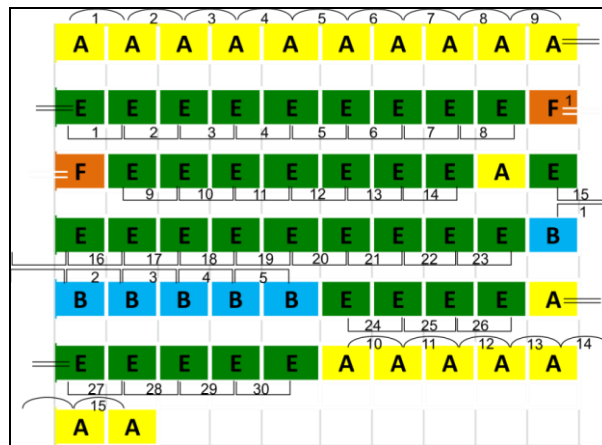 1 2 3 4 5 6 7 8 9
A A A A A A A A A A
E E E E E E E E E F 1
1 2 3 4 5 6 7 8
F E E E E E E E A E
9 10 11 12 13 14 15
1
E E E E E E E E E B
16 17 18 19 20 21 22 23
2 3 4 5
B B B B B E E E E A
24 25 26
10 11 12 13 14
E E E E E A A A A A
27 28 29 30
15
A A